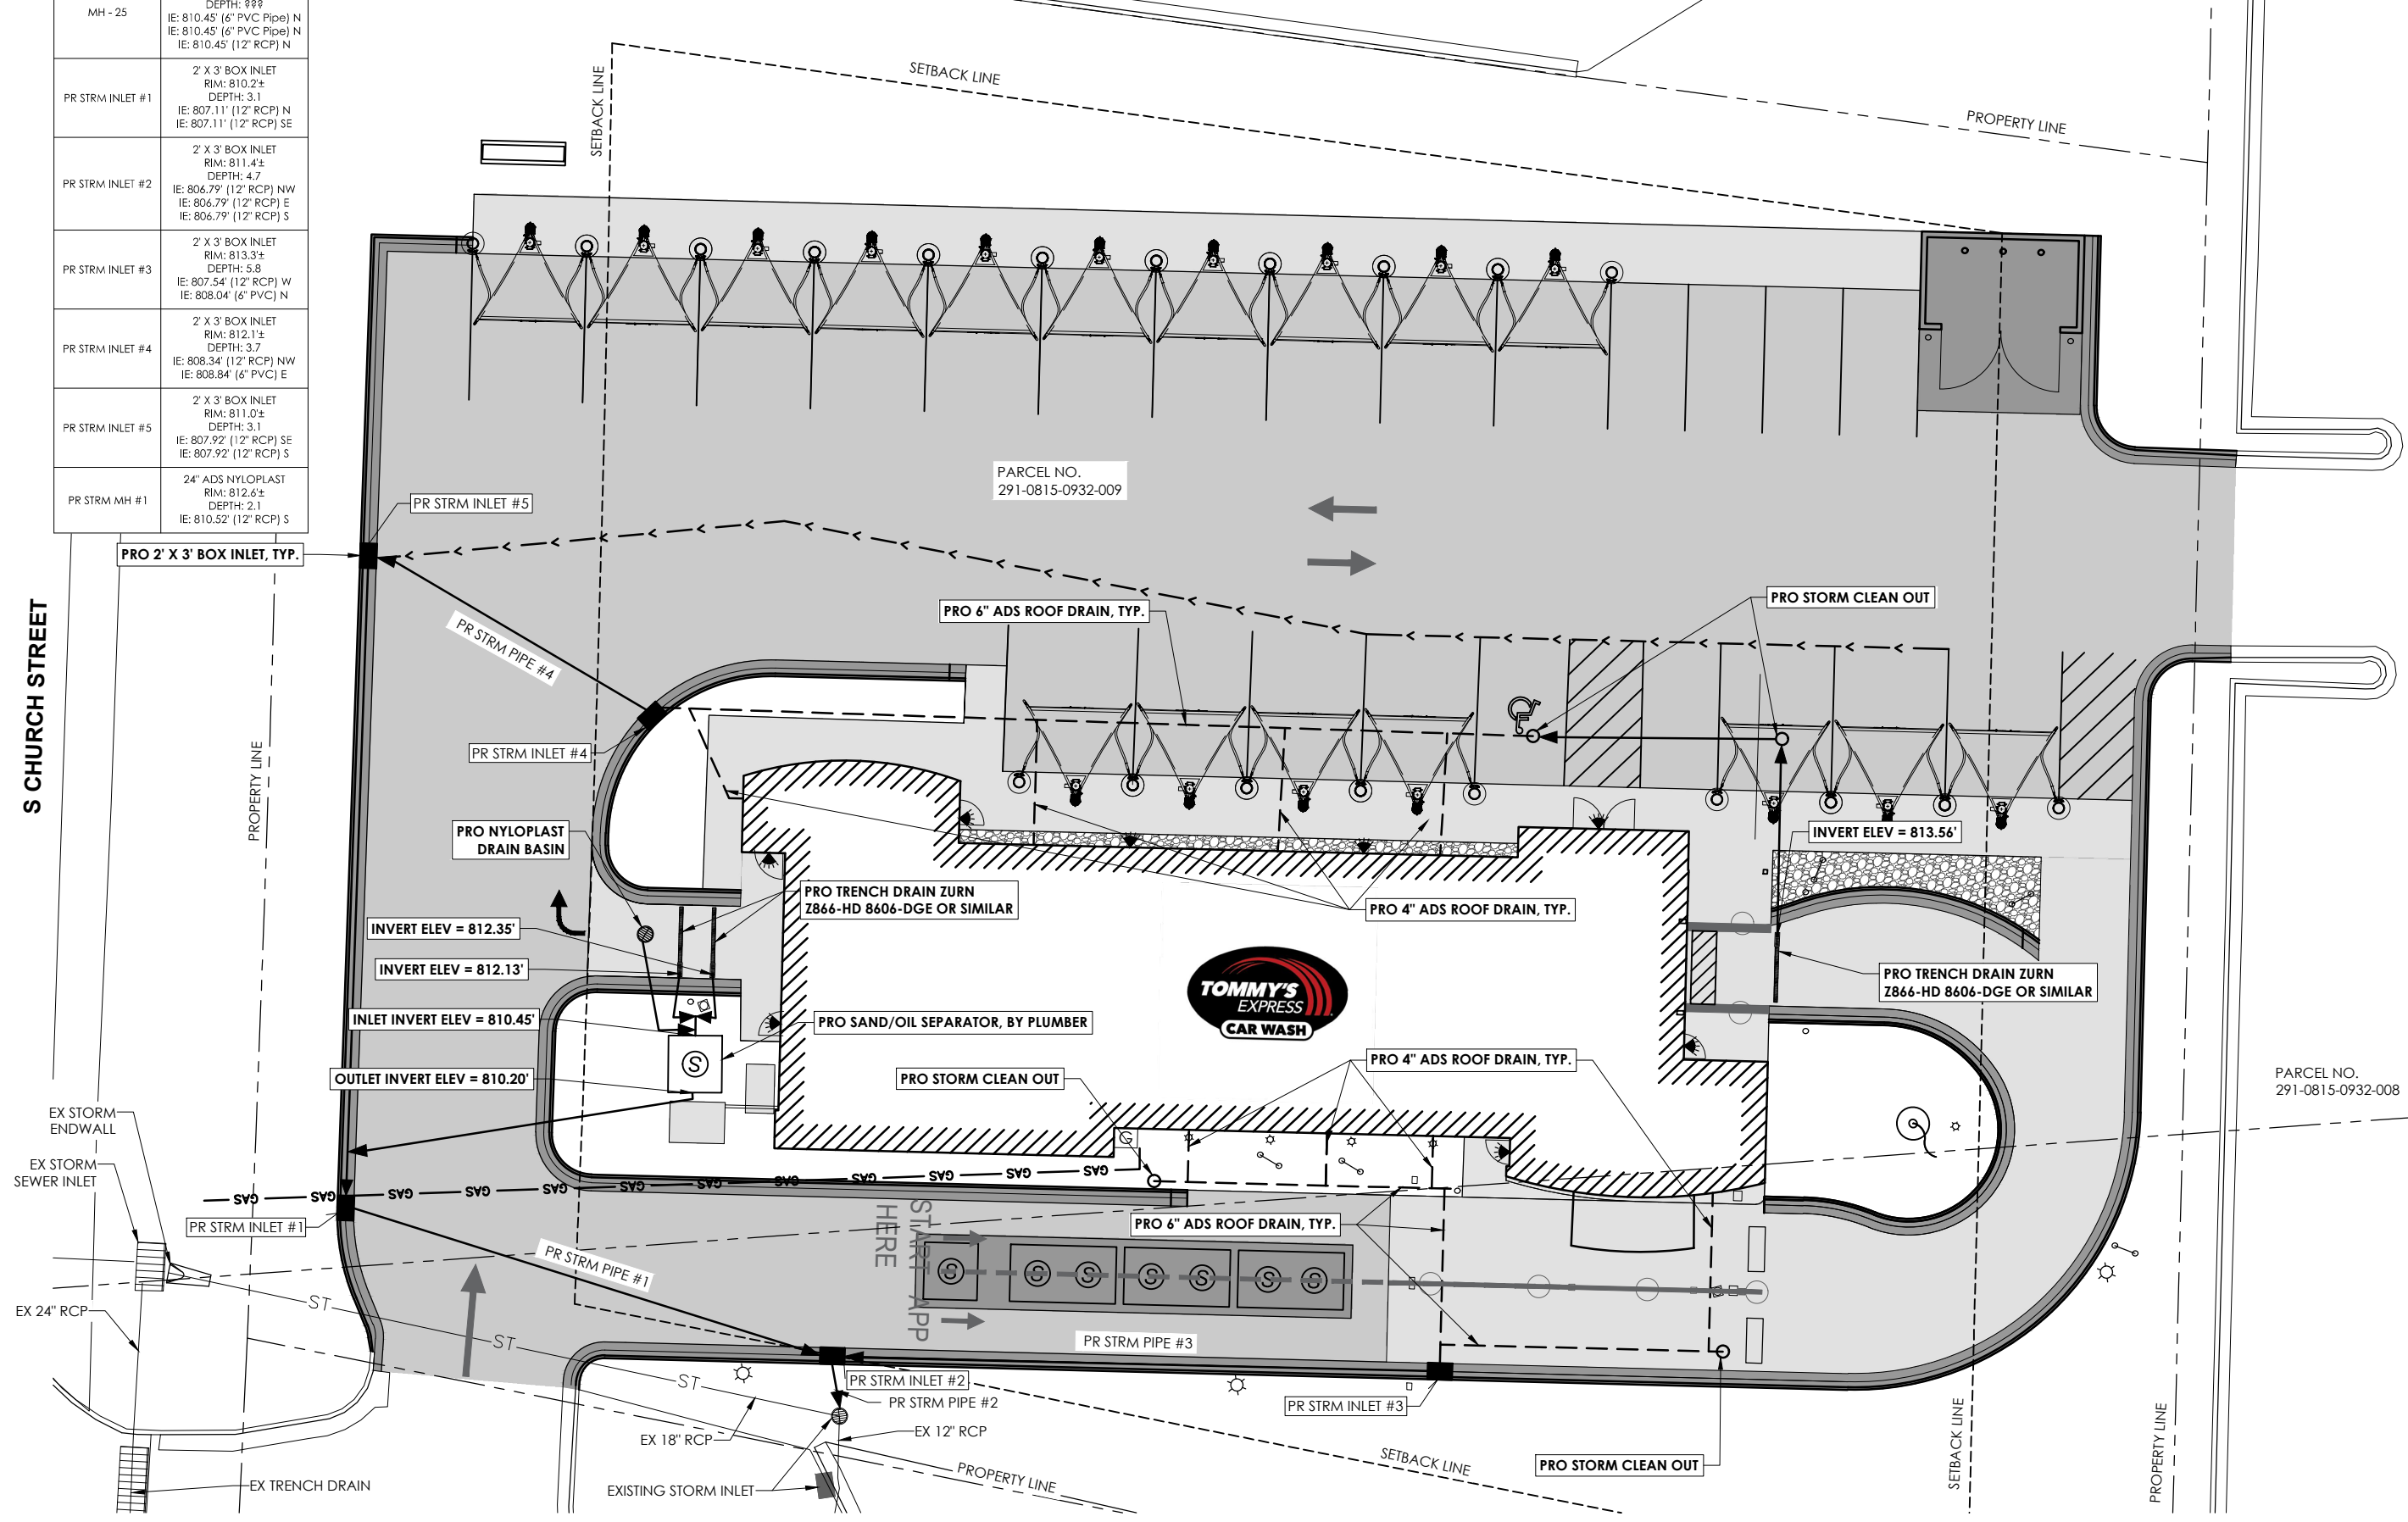 MH - 25
DEPTH: ???
IE: 810.45' (6" PVC Pipe) N
IE: 810.45' (6" PVC Pipe) N
IE: 810.45' (12" RCP) N
PR STRM INLET #1
2' X 3' BOX INLET
RIM: 810.2'±
DEPTH: 3.1
IE: 807.11' (12" RCP) N
IE: 807.11' (12" RCP) SE
PR STRM INLET #2
2' X 3' BOX INLET
RIM: 811.4'±
DEPTH: 4.7
IE: 806.79' (12" RCP) NW
IE: 806.79' (12" RCP) E
IE: 806.79' (12" RCP) S
PR STRM INLET #3
2' X 3' BOX INLET
RIM: 813.3'±
DEPTH: 5.8
IE: 807.54' (12" RCP) W
IE: 808.04' (6" PVC) N
PR STRM INLET #4
2' X 3' BOX INLET
RIM: 812.1'±
DEPTH: 3.7
IE: 808.34' (12" RCP) NW
IE: 808.84' (6" PVC) E
PR STRM INLET #5
2' X 3' BOX INLET
RIM: 811.0'±
DEPTH: 3.1
IE: 807.92' (12" RCP) SE
IE: 807.92' (12" RCP) S
PR STRM MH #1
24" ADS NYLOPLAST
RIM: 812.6'±
DEPTH: 2.1
IE: 810.52' (12" RCP) S
SETBACK LINE
SETBACK LINE
PROPERTY LINE
PARCEL NO.
291-0815-0932-009
PR STRM INLET #5
PRO 2' X 3' BOX INLET, TYP.
S CHURCH STREET
PROPERTY LINE
PR STRM PIPE #4
PRO 6" ADS ROOF DRAIN, TYP.
PRO STORM CLEAN OUT
PR STRM INLET #4
PRO NYLOPLAST
DRAIN BASIN
INVERT ELEV = 813.56'
PRO TRENCH DRAIN ZURN
Z866-HD 8606-DGE OR SIMILAR
PRO 4" ADS ROOF DRAIN, TYP.
INVERT ELEV = 812.35'
INVERT ELEV = 812.13'
TOMMY'S
EXPRESS
CAR WASH
PRO TRENCH DRAIN ZURN
Z866-HD 8606-DGE OR SIMILAR
INLET INVERT ELEV = 810.45'
PRO SAND/OIL SEPARATOR, BY PLUMBER
S
PRO 4" ADS ROOF DRAIN, TYP.
OUTLET INVERT ELEV = 810.20'
PRO STORM CLEAN OUT
PARCEL NO.
291-0815-0932-008
EX STORM
ENDWALL
G
EX STORM
SEWER INLET
GAS GAS GAS GAS GAS GAS GAS GAS GAS GAS GAS GAS
PR STRM INLET #1
PR STRM PIPE #1
START APP
HERE
PRO 6" ADS ROOF DRAIN, TYP.
S S S S S S S
EX 24" RCP
ST
ST
ST
PR STRM PIPE #3
PR STRM INLET #2
PR STRM PIPE #2
PR STRM INLET #3
EX 18" RCP
EX 12" RCP
SETBACK LINE
PRO STORM CLEAN OUT
SETBACK LINE
PROPERTY LINE
EX TRENCH DRAIN
EXISTING STORM INLET
PROPERTY LINE